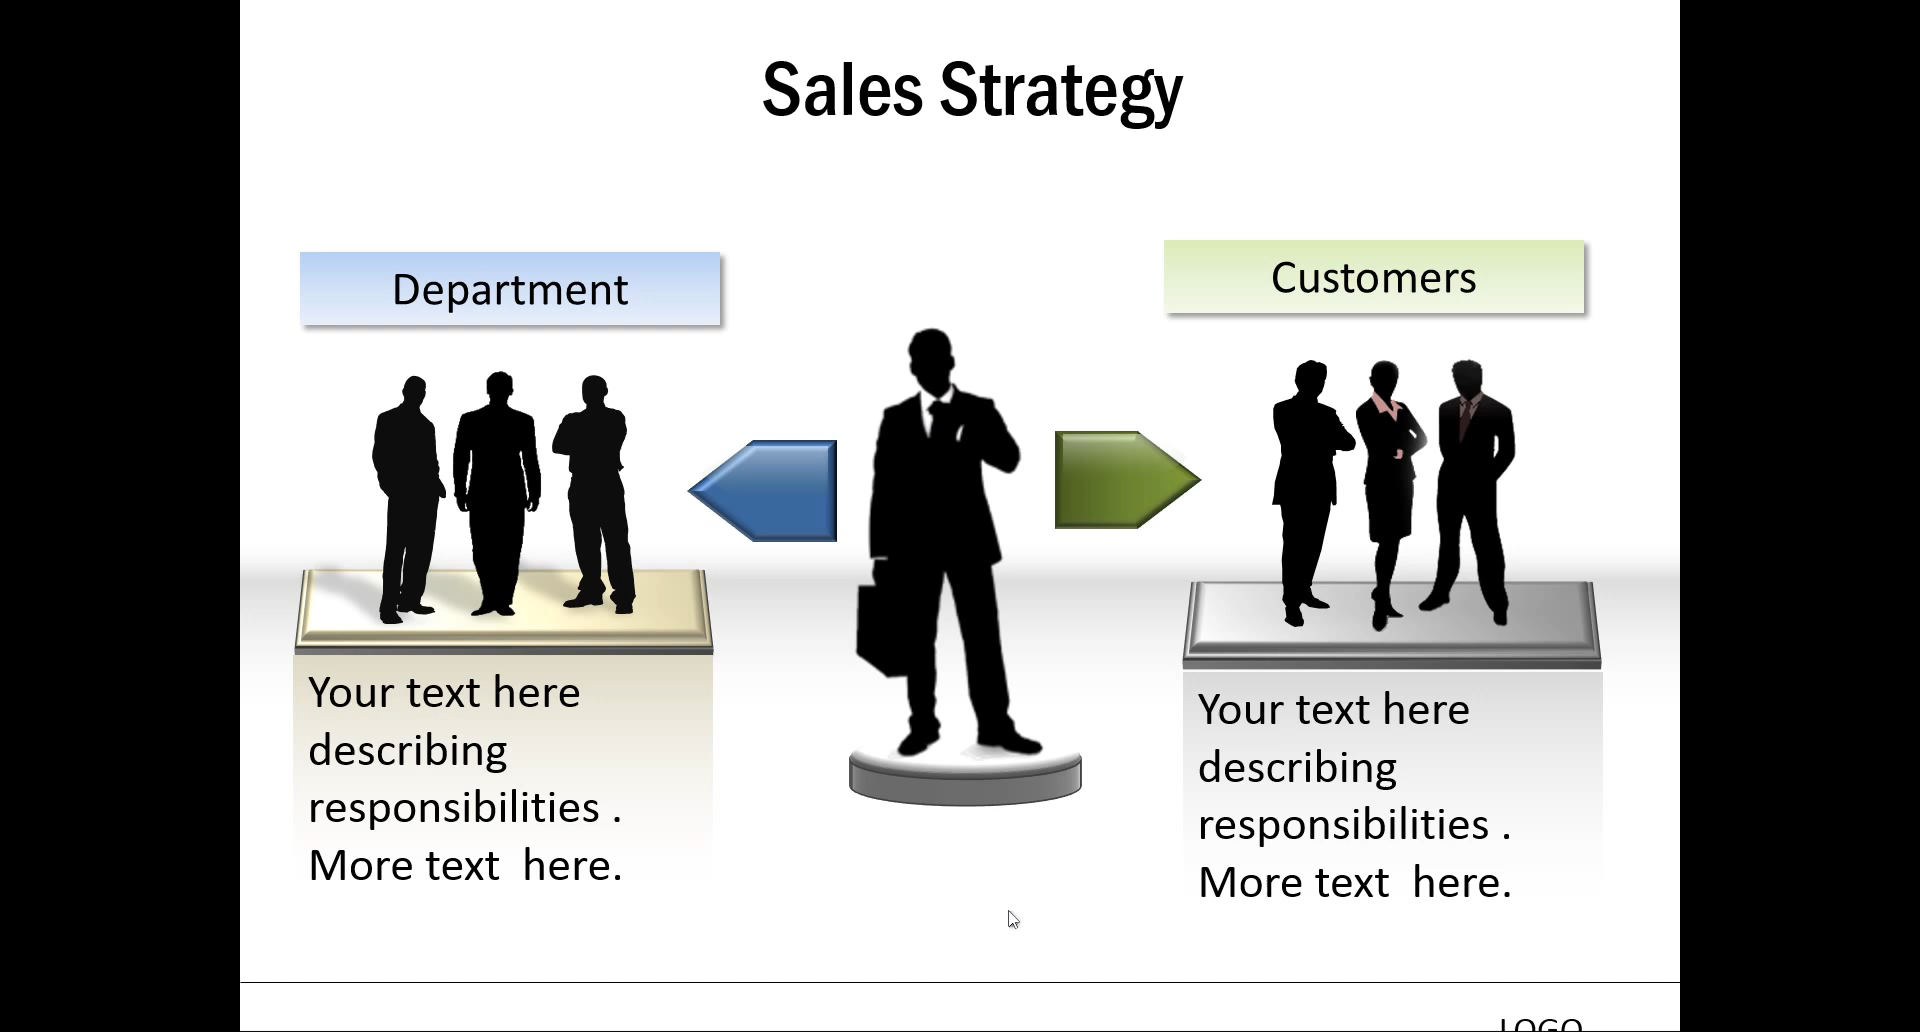 Sales Strategy
Department
Customers
Your text here
describing
responsibilities .
More text  here.
Your text here
describing
responsibilities .
More text  here.
LOGO